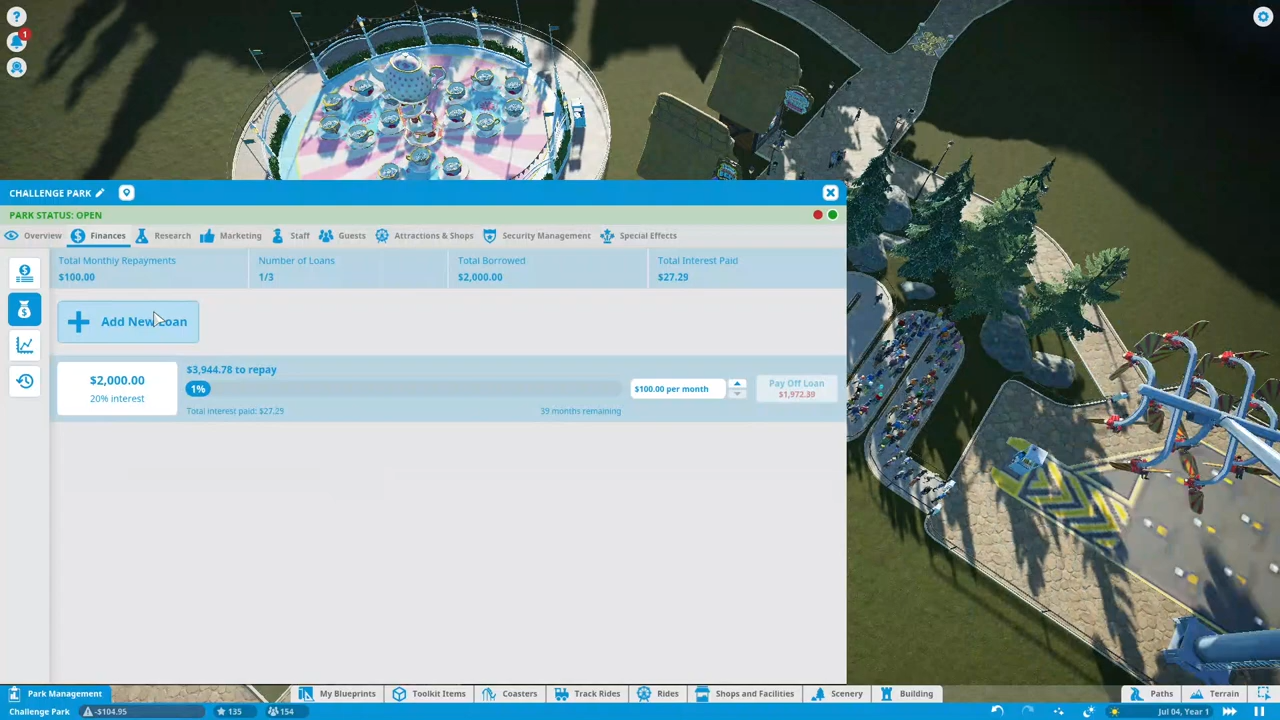 ?
1
CHALLENGE PARK
PARK STATUS: OPEN
Overview Finances Research Marketing Staff Guests Attractions & Shops Security Management Special Effects
Total Monthly Repayments Number of Loans Total Borrowed Total Interest Paid
$100.00 1/3 $2,000.00 $27.29
Add New Loan
$3,944.78 to repay
$2,000.00
20% interest
1%
$100.00 per month
Pay Off Loan
$1,972.39
Total interest paid: $27.29 39 months remaining
Park Management My Blueprints Toolkit Items Coasters Track Rides Rides Shops and Facilities Scenery Building Paths Terrain
Challenge Park -$104.95 135 154 Jul 04, Year 1